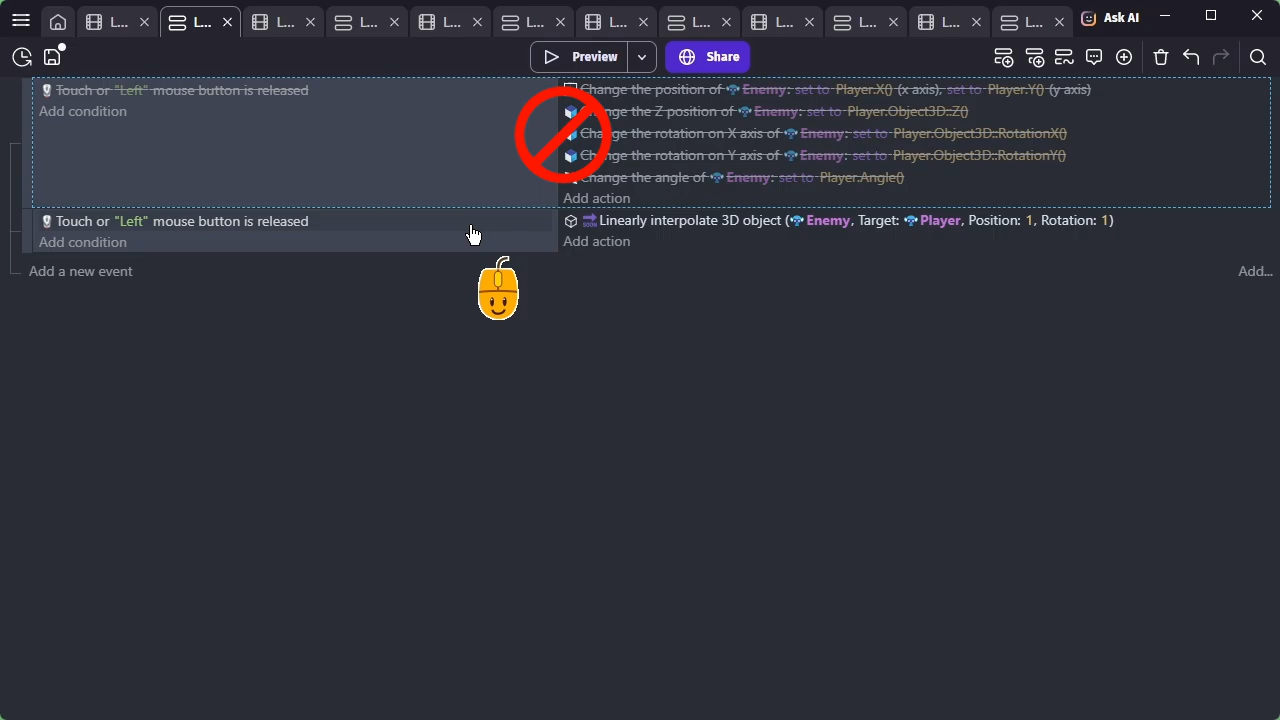 L... L... L... L... L... L... L... L... L... L... L... L... Ask AI
Preview Share
Touch or "Left" mouse button is released
Add condition
Change the position of Enemy: set to Player.X() (x axis), set to Player.Y() (y axis)
Change the Z position of Enemy: set to Player.Object3D::Z()
Change the rotation on X axis of Enemy: set to Player.Object3D::RotationX()
Change the rotation on Y axis of Enemy: set to Player.Object3D::RotationY()
Change the angle of Enemy: set to Player.Angle()
Add action
Touch or "Left" mouse button is released
Add condition
Linearly interpolate 3D object (Enemy, Target: Player, Position: 1, Rotation: 1)
Add action
Add a new event
Add...